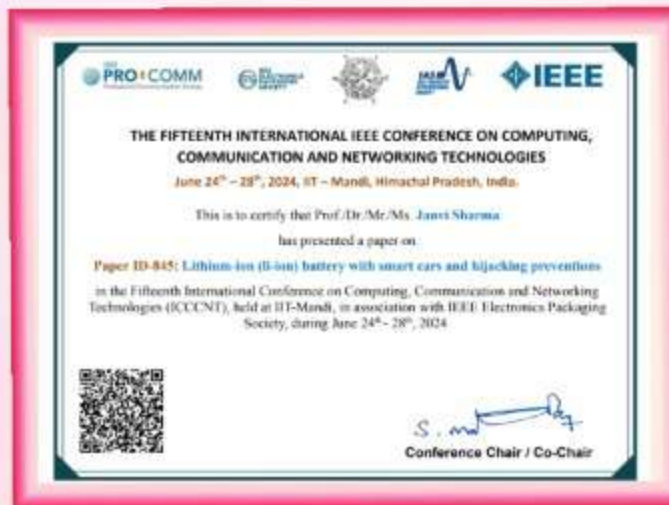 PRO COMM
IEEE
THE FIFTEENTH INTERNATIONAL IEEE CONFERENCE ON COMPUTING,
COMMUNICATION AND NETWORKING TECHNOLOGIES
June 24th – 28th, 2024, IIT – Mandi, Himachal Pradesh, India.
This is to certify that Prof./Dr./Mr./Ms. Janvi Sharma
has presented a paper on
Paper ID-845: Lithium-ion (li-ion) battery with smart cars and hijacking preventions
in the Fifteenth International Conference on Computing, Communication and Networking
Technologies (ICCCNT), held at IIT-Mandi, in association with IEEE Electronics Packaging
Society, during June 24th - 28th, 2024
Conference Chair / Co-Chair